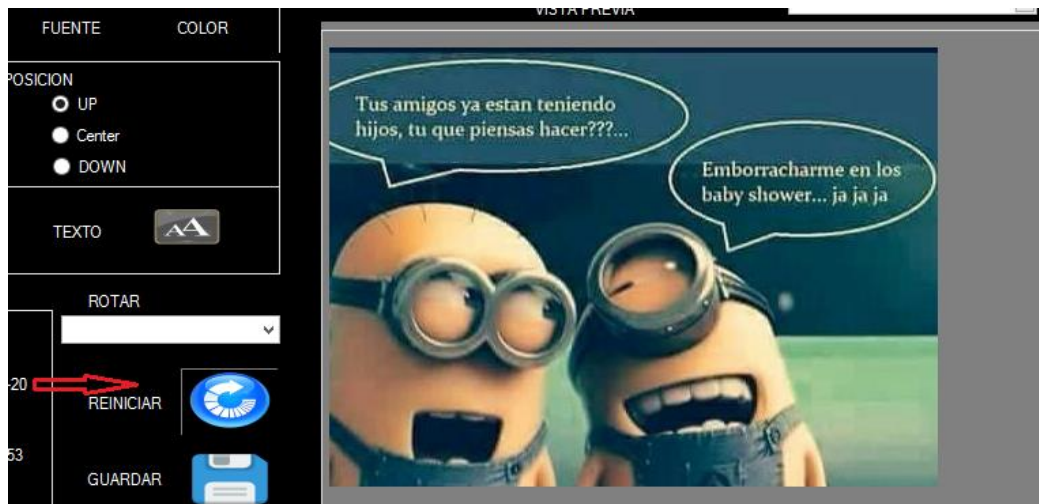 VISTA PREVIA
FUENTE COLOR
POSICION
UP
Center
DOWN
TEXTO
AA
ROTAR
-20
REINICIAR
53
GUARDAR
Tus amigos ya estan teniendo
hijos, tu que piensas hacer???...
Emborracharme en los
baby shower... ja ja ja